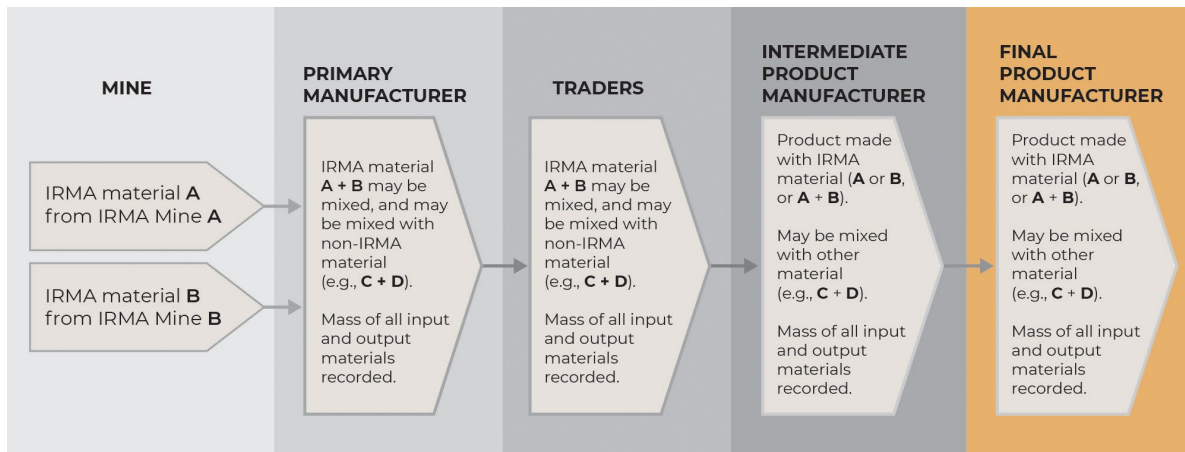 MINE
IRMA material A
from IRMA Mine A
IRMA material B
from IRMA Mine B
PRIMARY
MANUFACTURER
IRMA material
A + B may be
mixed, and may
be mixed with
non-IRMA
material
(e.g., C + D).
Mass of all input
and output
materials
recorded.
TRADERS
IRMA material
A + B may be
mixed, and may
be mixed with
non-IRMA
material
(e.g., C + D).
Mass of all input
and output
materials
recorded.
INTERMEDIATE
PRODUCT
MANUFACTURER
Product made
with IRMA
material (A or B,
or A + B).
May be mixed
with other
material
(e.g., C + D).
Mass of all input
and output
materials
recorded.
FINAL
PRODUCT
MANUFACTURER
Product made
with IRMA
material (A or B,
or A + B).
May be mixed
with other
material
(e.g., C + D).
Mass of all input
and output
materials
recorded.